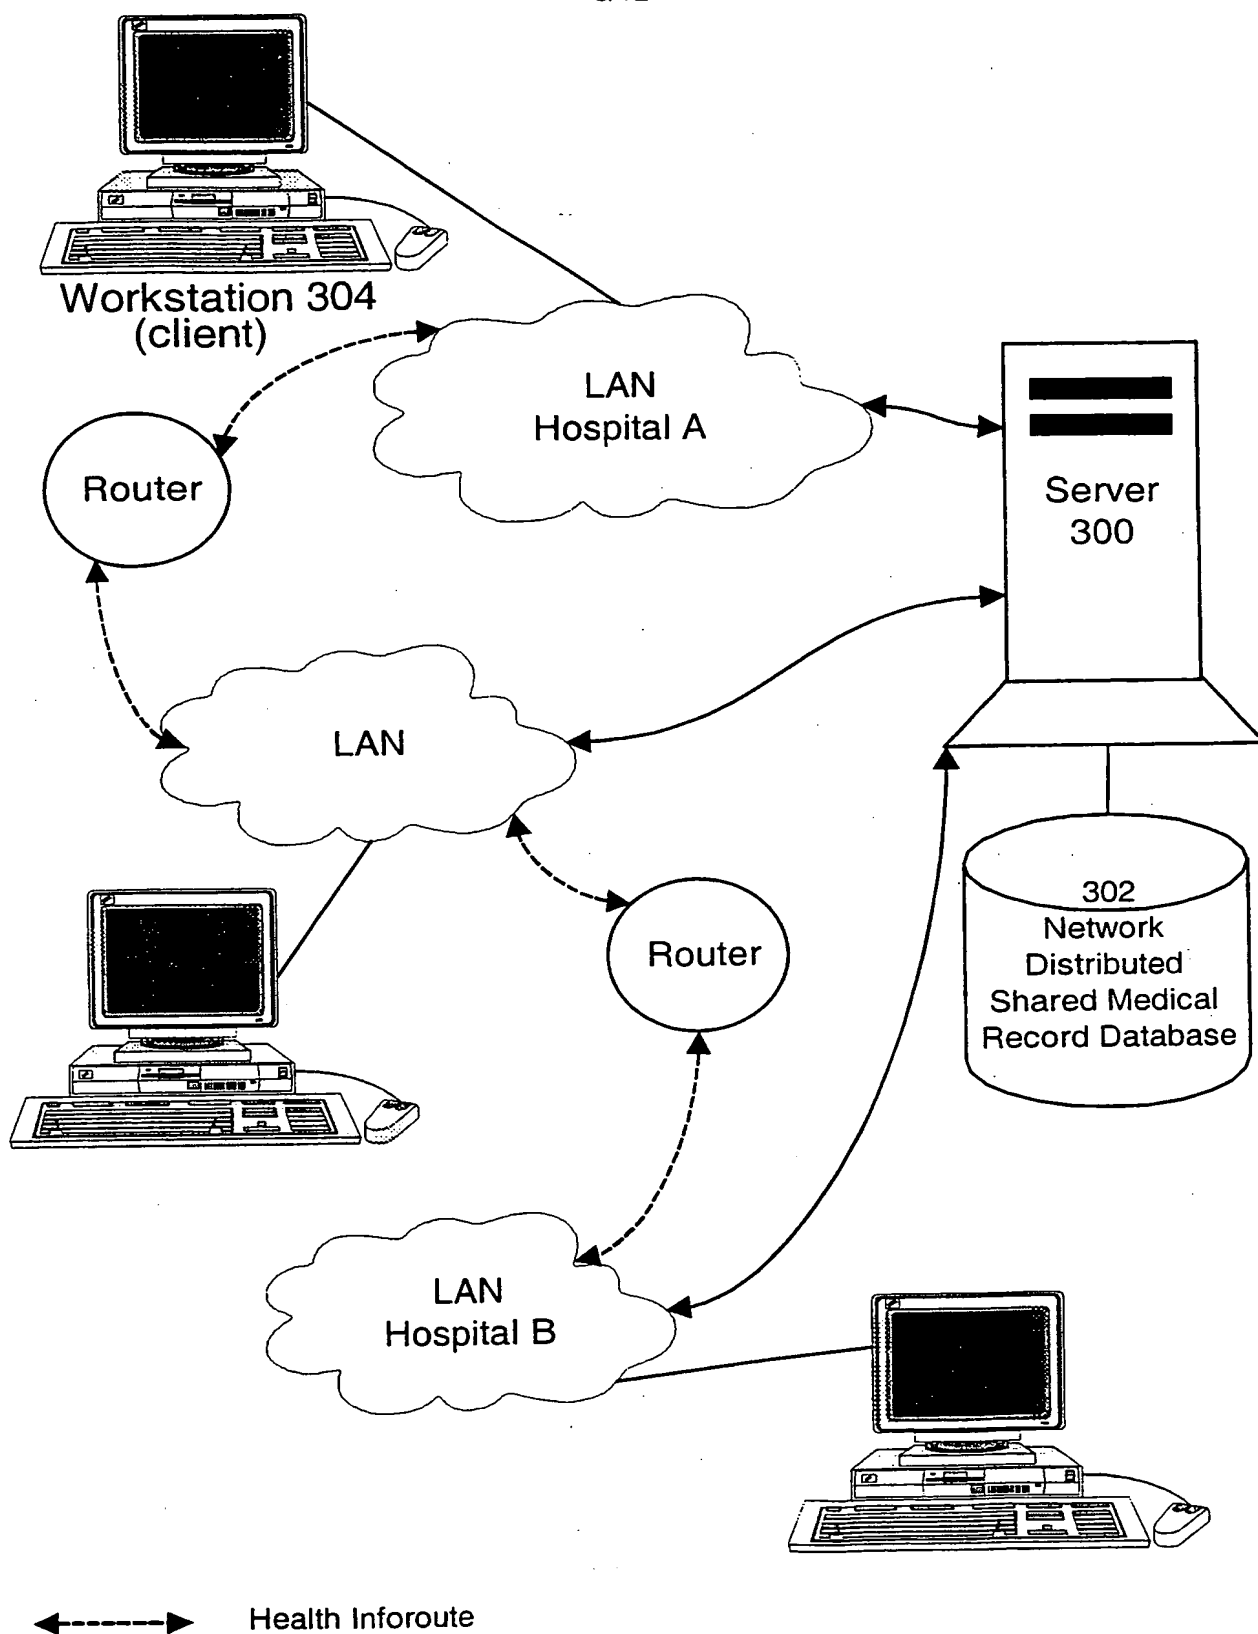 Workstation 304
(client)
LAN
Hospital A
Router
Server
300
LAN
302
Network
Distributed
Shared Medical
Record Database
Router
LAN
Hospital B
Health Inforoute